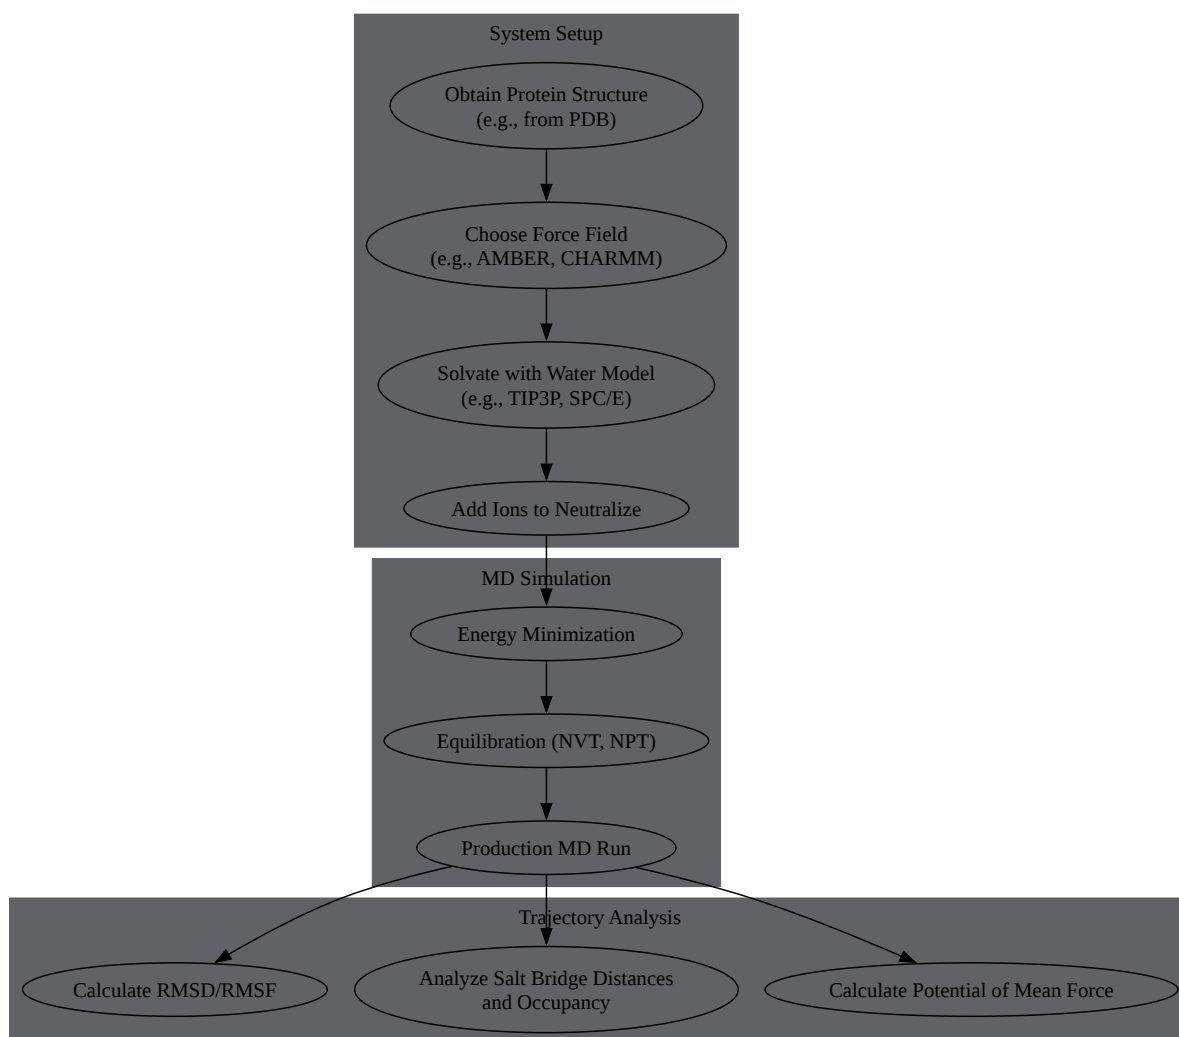 System Setup
Obtain Protein Structure
(e.g., from PDB)
Choose Force Field
(e.g., AMBER, CHARMM)
Solvate with Water Model
(e.g., TIP3P, SPC/E)
Add Ions to Neutralize
MD Simulation
Energy Minimization
Equilibration (NVT, NPT)
Production MD Run
Trajectory Analysis
Calculate RMSD/RMSF
Analyze Salt Bridge Distances
and Occupancy
Calculate Potential of Mean Force